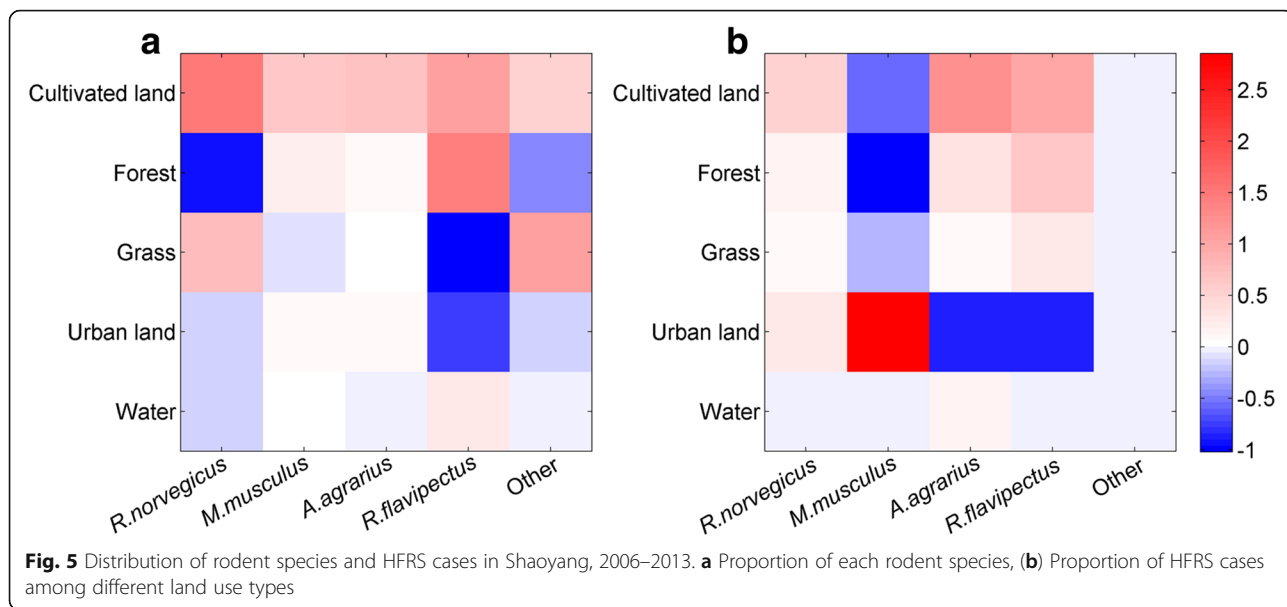 a
b
Cultivated land
Forest
Grass
Urban land
Water
R.norvegicus
M.musculus
A.agrarius
R.flavipectus
Other
Cultivated land
Forest
Grass
Urban land
Water
R.norvegicus
M.musculus
A.agrarius
R.flavipectus
Other
2.5
2
1.5
1
0.5
0
-0.5
-1
Fig. 5 Distribution of rodent species and HFRS cases in Shaoyang, 2006–2013. a Proportion of each rodent species, (b) Proportion of HFRS cases
among different land use types